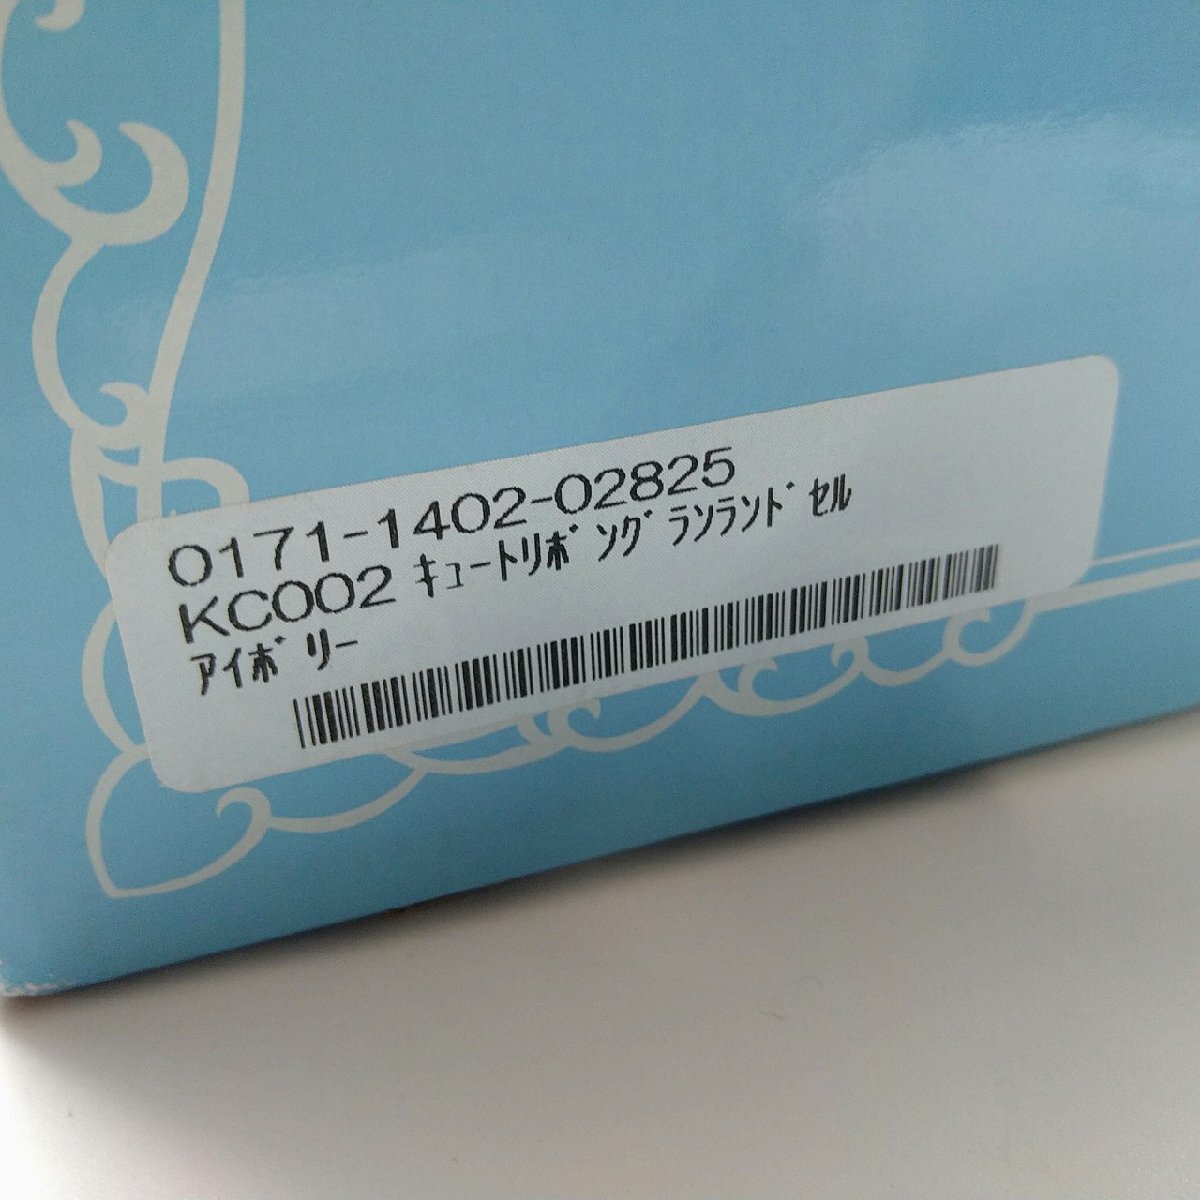 0171-1402-02825
KC002 ｷｭｰﾄﾘﾎﾞﾝｸﾞﾗﾝﾗﾝﾄﾞｾﾙ
ｱｲﾎﾞﾘｰ